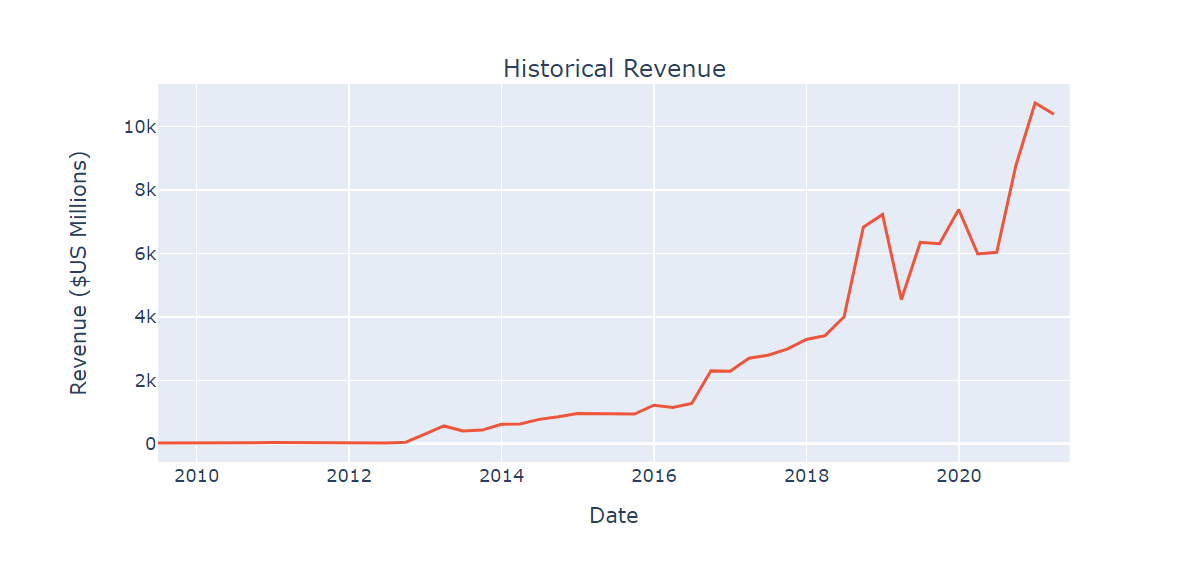 Historical Revenue
Revenue ($US Millions)
10k
8k
6k
4k
2k
0
2010 2012 2014 2016 2018 2020
Date